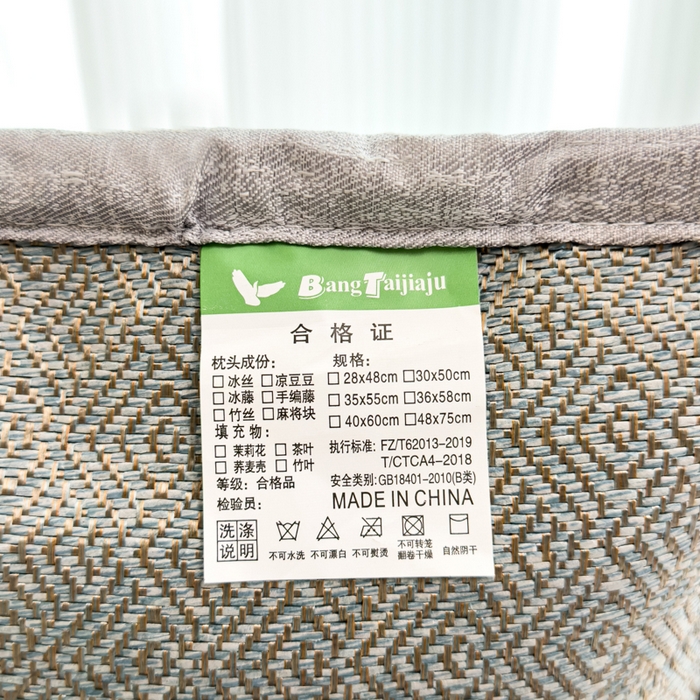 Bang Taijiaju
合格证
枕头成份： 规格：
□ 冰丝 □ 凉豆豆 □ 28x48cm □ 30x50cm
□ 冰藤 □ 手编藤 □ 35x55cm □ 36x58cm
□ 竹丝 □ 麻将块 □ 40x60cm □ 48x75cm
填充物：
□ 茉莉花 □ 茶叶 执行标准: FZ/T62013-2019
□ 荞麦壳 □ 竹叶 T/CTCA4-2018
等级：合格品 安全类别: GB18401-2010(B类)
检验员： MADE IN CHINA
洗涤
说明
不可水洗 不可漂白 不可熨烫 不可转笼 翻卷干燥 自然阴干